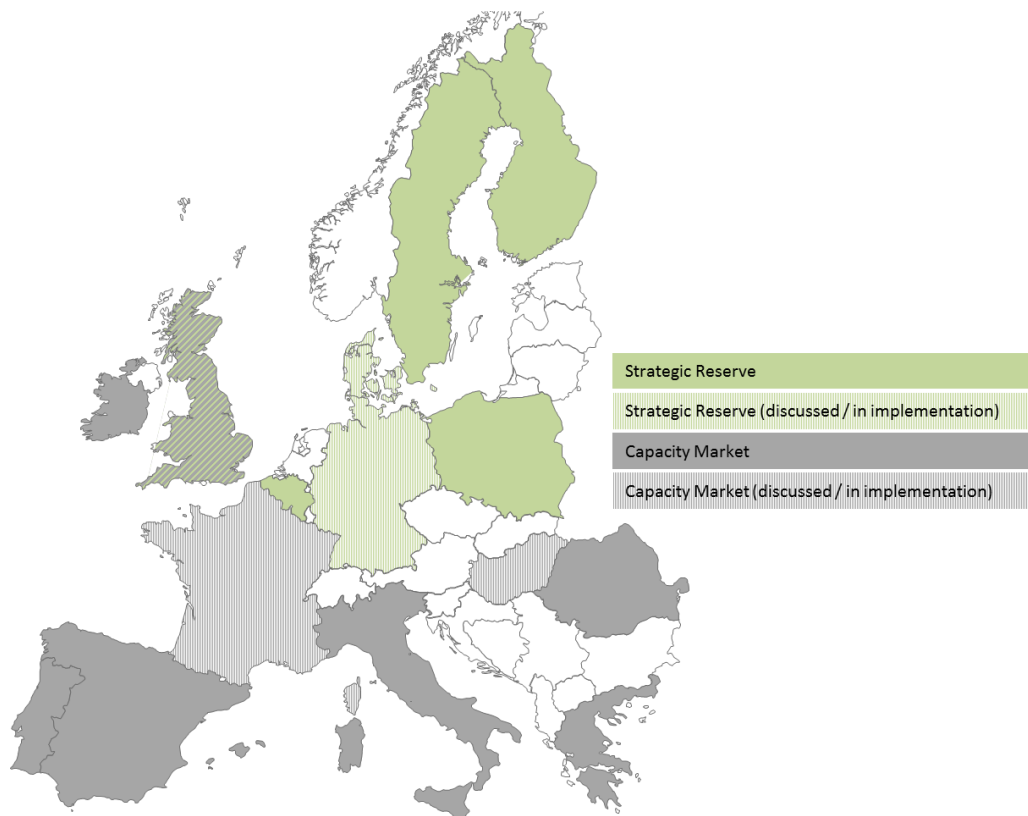 Strategic Reserve
Strategic Reserve (discussed / in implementation)
Capacity Market
Capacity Market (discussed / in implementation)